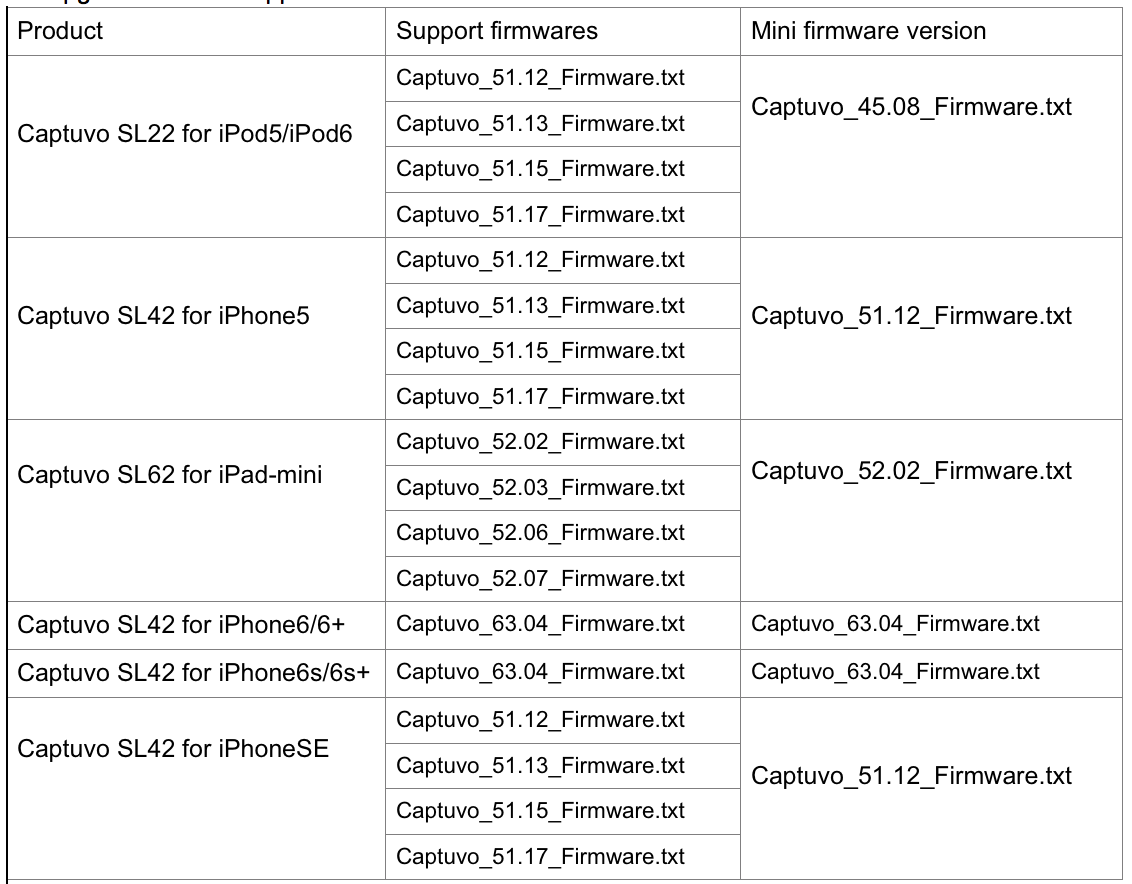 Product Support firmwares Mini firmware version
Captuvo SL22 for iPod5/iPod6
Captuvo_51.12_Firmware.txt
Captuvo_51.13_Firmware.txt
Captuvo_51.15_Firmware.txt
Captuvo_51.17_Firmware.txt
Captuvo_45.08_Firmware.txt
Captuvo SL42 for iPhone5
Captuvo_51.12_Firmware.txt
Captuvo_51.13_Firmware.txt
Captuvo_51.15_Firmware.txt
Captuvo_51.17_Firmware.txt
Captuvo_51.12_Firmware.txt
Captuvo SL62 for iPad-mini
Captuvo_52.02_Firmware.txt
Captuvo_52.03_Firmware.txt
Captuvo_52.06_Firmware.txt
Captuvo_52.07_Firmware.txt
Captuvo_52.02_Firmware.txt
Captuvo SL42 for iPhone6/6+ Captuvo_63.04_Firmware.txt Captuvo_63.04_Firmware.txt
Captuvo SL42 for iPhone6s/6s+ Captuvo_63.04_Firmware.txt Captuvo_63.04_Firmware.txt
Captuvo SL42 for iPhoneSE
Captuvo_51.12_Firmware.txt
Captuvo_51.13_Firmware.txt
Captuvo_51.15_Firmware.txt
Captuvo_51.17_Firmware.txt
Captuvo_51.12_Firmware.txt